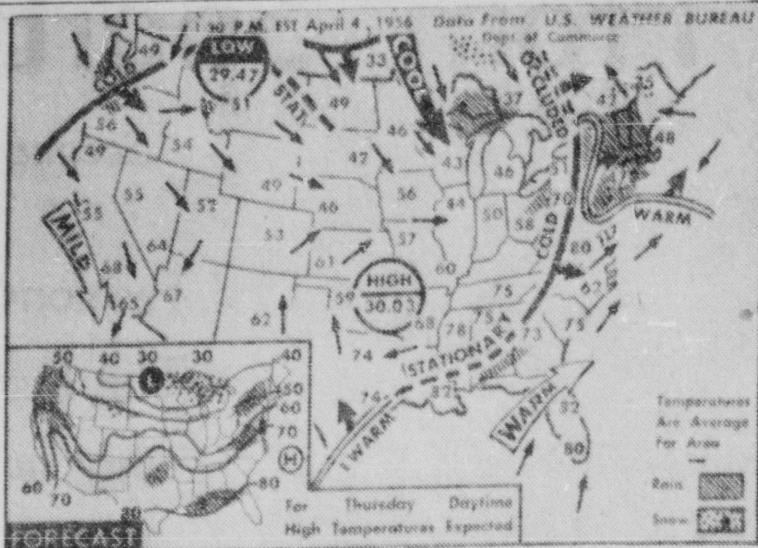 1:30 P.M. EST April 4, 1956 Data From U.S. WEATHER BUREAU
Dept of Commerce
49
LOW
29.47
51
STAT.
33
49
COOL
37
OCCLUDED
42
48
56
49
54
46
47
43
46
51
49
46
56
44
50
58
70
COLD
WARM
MILD
55
55
52
53
57
80
64
61
60
62
68
67
65
HIGH
30.03
59
68
75
78
75
73
75
62
74
STATIONARY
74
82
WARM
WARM
82
80
Temperatures
Are Average
For Area
Rain
Snow
50 40 30 30 40
L
50
60
70
H
60 70
80
80
FORECAST
For Thursday Daytime
High Temperatures Expected